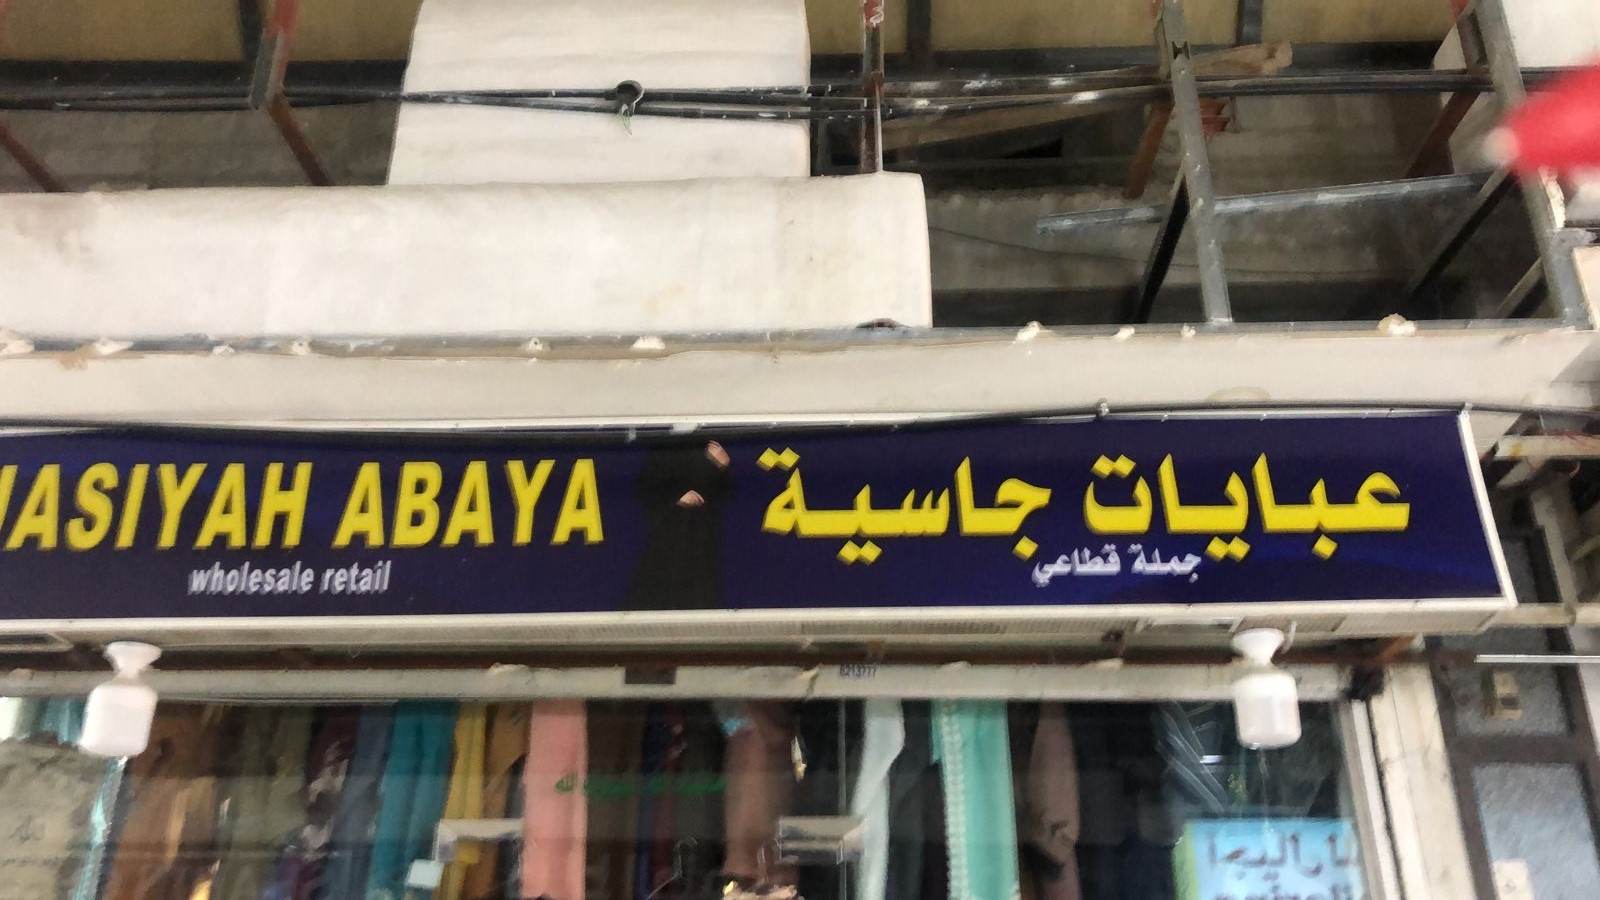 JASIYAH ABAYA
wholesale retail
عبايات جاسية
جملة قطاعي